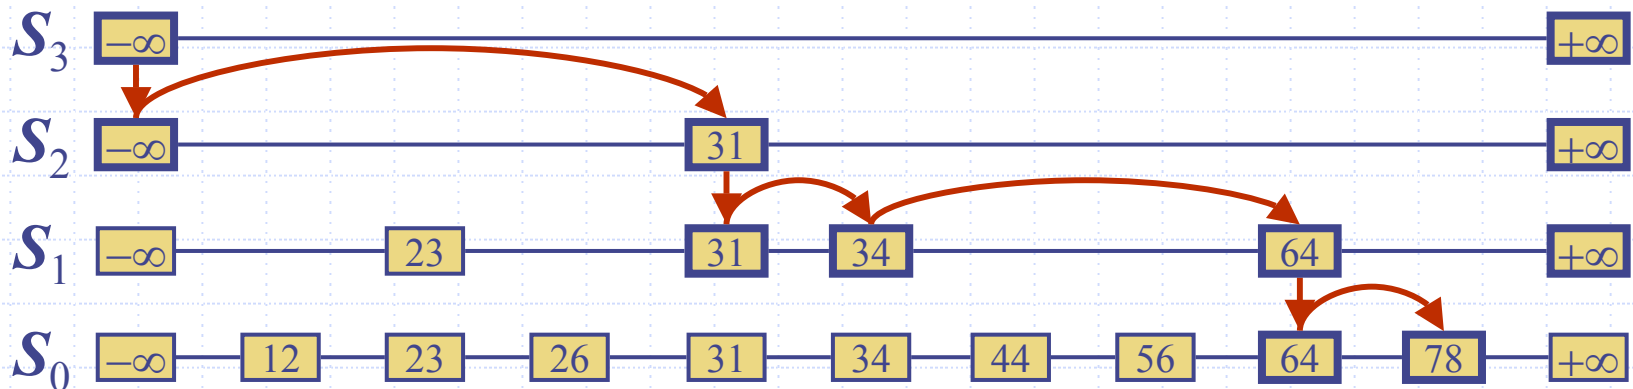 S3 −∞ +∞
S2 −∞ 31 +∞
S1 −∞ 23 31 34 64 +∞
S0 −∞ 12 23 26 31 34 44 56 64 78 +∞